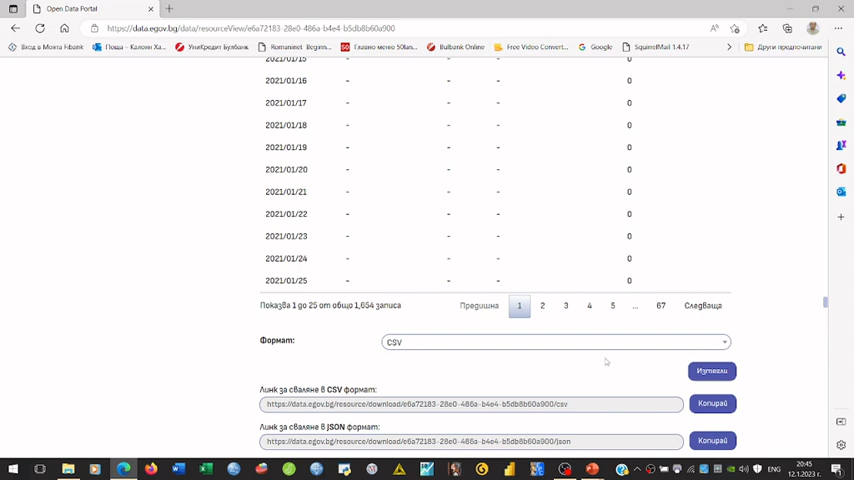 Open Data Portal
https://data.egov.bg/data/resourceView/e6a72183-28e0-486a-b4e4-b5db8b60a900
Вход в Моята Fibank
Поща - Калоян Ха...
УниКредит Булбанк
Romaninet Beginn...
Главно меню 50lan...
Bulbank Online
Free Video Convert...
Google
SquirrelMail 1.4.17
Други предпочитани
2021/01/15 - - - 0
2021/01/16 - - - 0
2021/01/17 - - - 0
2021/01/18 - - - 0
2021/01/19 - - - 0
2021/01/20 - - - 0
2021/01/21 - - - 0
2021/01/22 - - - 0
2021/01/23 - - - 0
2021/01/24 - - - 0
2021/01/25 - - - 0
Показва 1 до 25 от общо 1,654 записа Предишна 1 2 3 4 5 ... 67 Следваща
Формат: CSV
Изтегли
Линк за сваляне в CSV формат:
https://data.egov.bg/resource/download/e6a72183-28e0-486a-b4e4-b5db8b60a900/csv Копирай
Линк за сваляне в JSON формат:
https://data.egov.bg/resource/download/e6a72183-28e0-486a-b4e4-b5db8b60a900/json Копирай
ENG
20:45
12.1.2023 г.